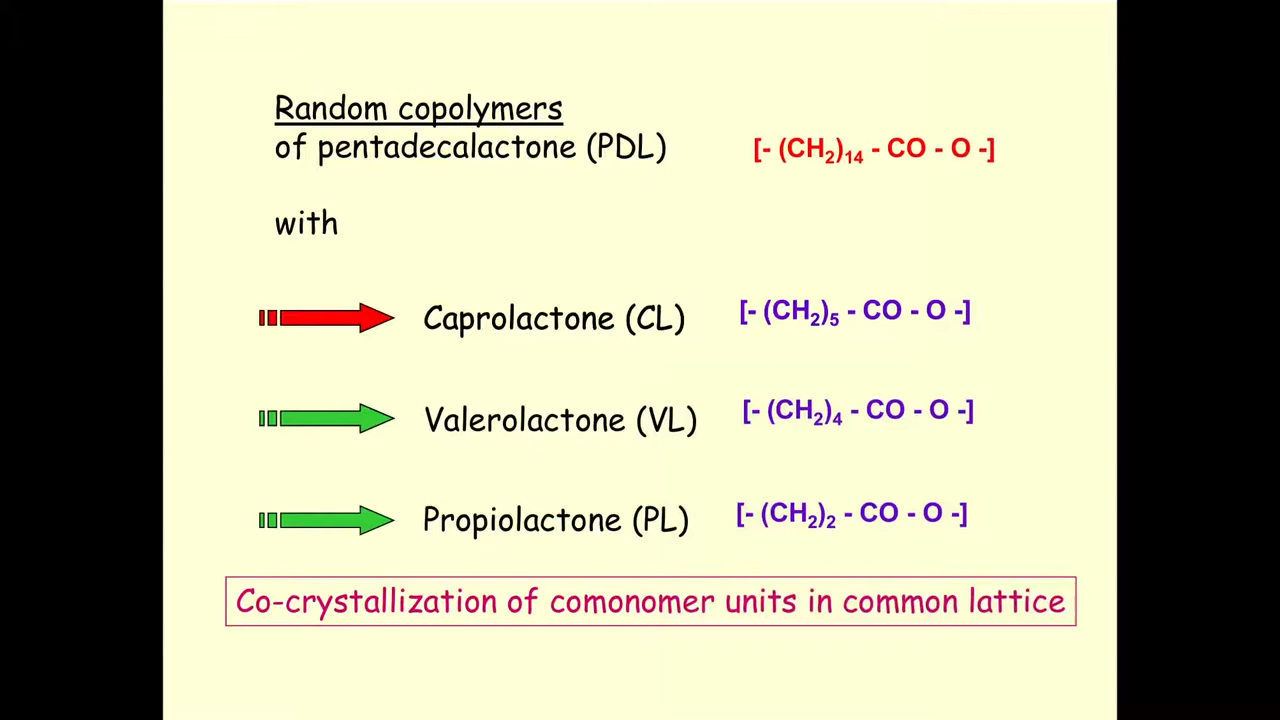 Random copolymers
of pentadecalactone (PDL) [- (CH₂)₁₄ - CO - O -]
with
Caprolactone (CL) [- (CH₂)₅ - CO - O -]
Valerolactone (VL) [- (CH₂)₄ - CO - O -]
Propiolactone (PL) [- (CH₂)₂ - CO - O -]
Co-crystallization of comonomer units in common lattice